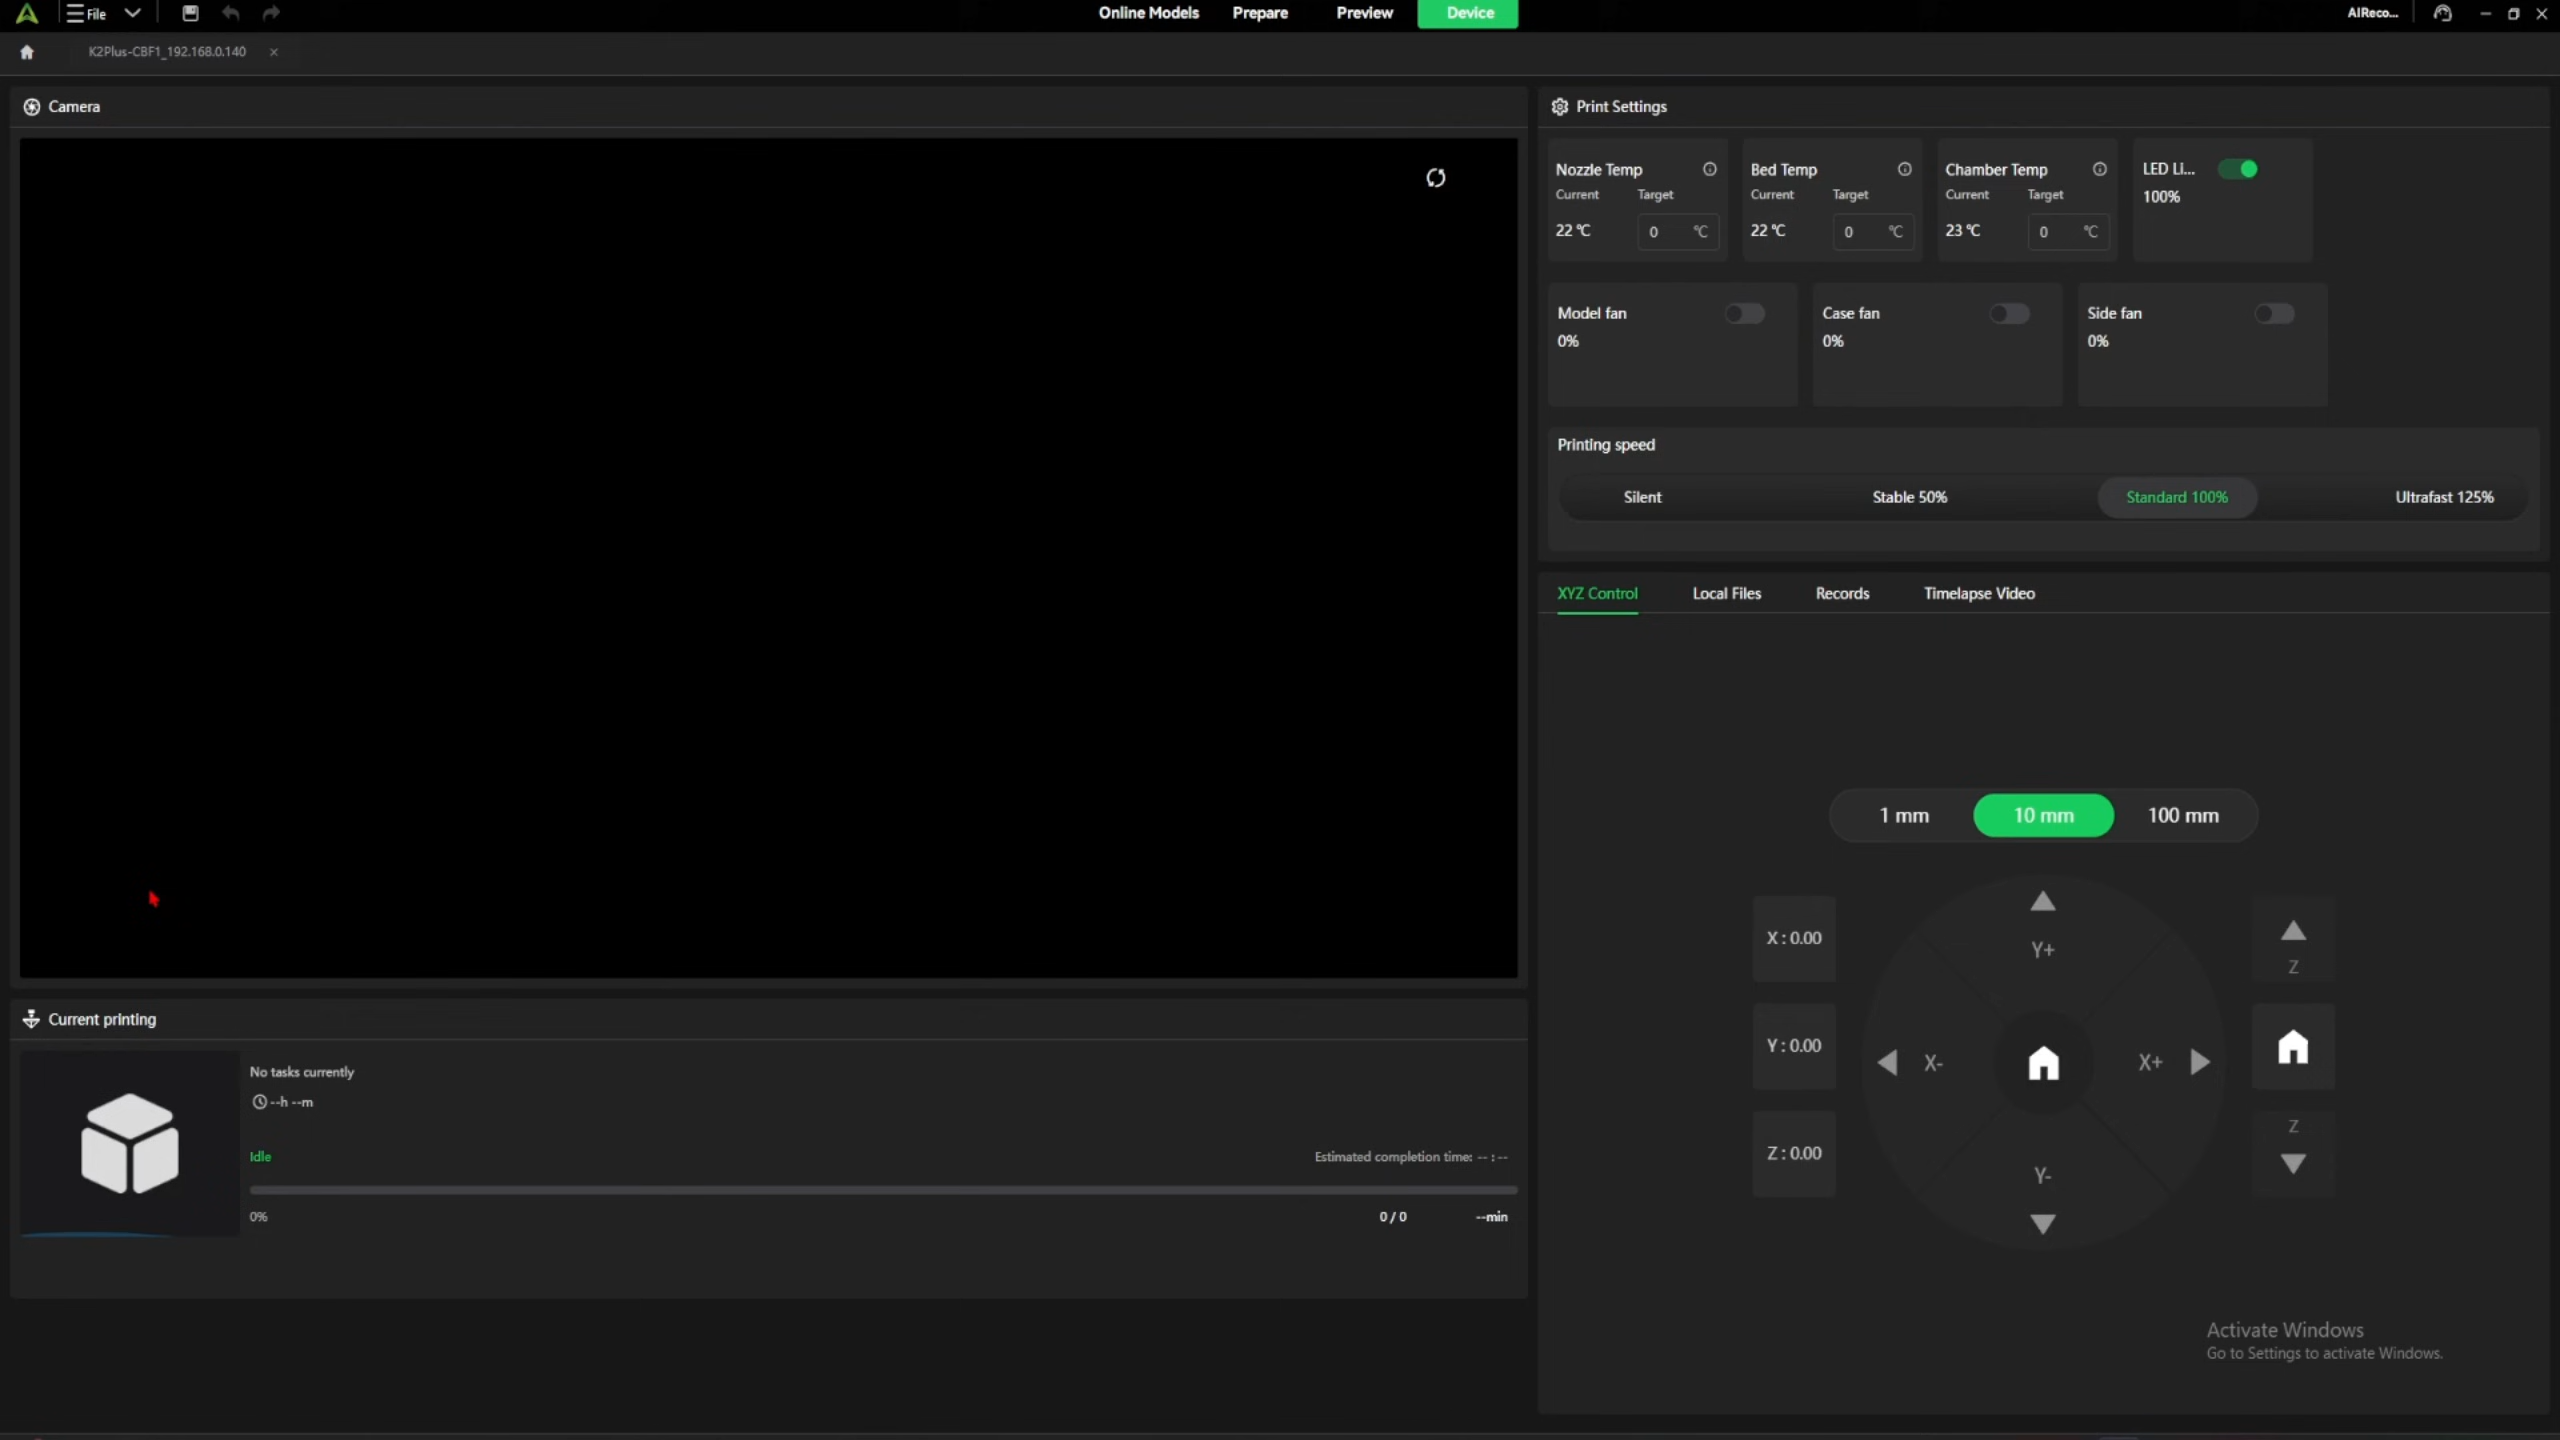 File
Online Models
Prepare
Preview
Device
AIReco...
K2Plus-CBF1_192.168.0.140
Camera
Print Settings
Nozzle Temp
Current Target
22 ℃ 0 ℃
Bed Temp
Current Target
22 ℃ 0 ℃
Chamber Temp
Current Target
23 ℃ 0 ℃
LED Li...
100%
Model fan
0%
Case fan
0%
Side fan
0%
Printing speed
Silent Stable 50% Standard 100% Ultrafast 125%
XYZ Control Local Files Records Timelapse Video
1 mm 10 mm 100 mm
X : 0.00
Y : 0.00
Z : 0.00
Y+
X-
X+
Y-
Z
Z
Current printing
No tasks currently
--h --m
Idle
Estimated completion time: -- : --
0%
0 / 0
--min
Activate Windows
Go to Settings to activate Windows.